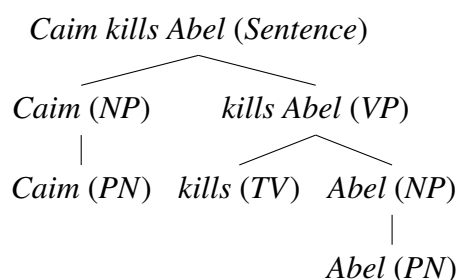 Caim kills Abel (Sentence)
Caim (NP) kills Abel (VP)
Caim (PN) kills (TV) Abel (NP)
Abel (PN)